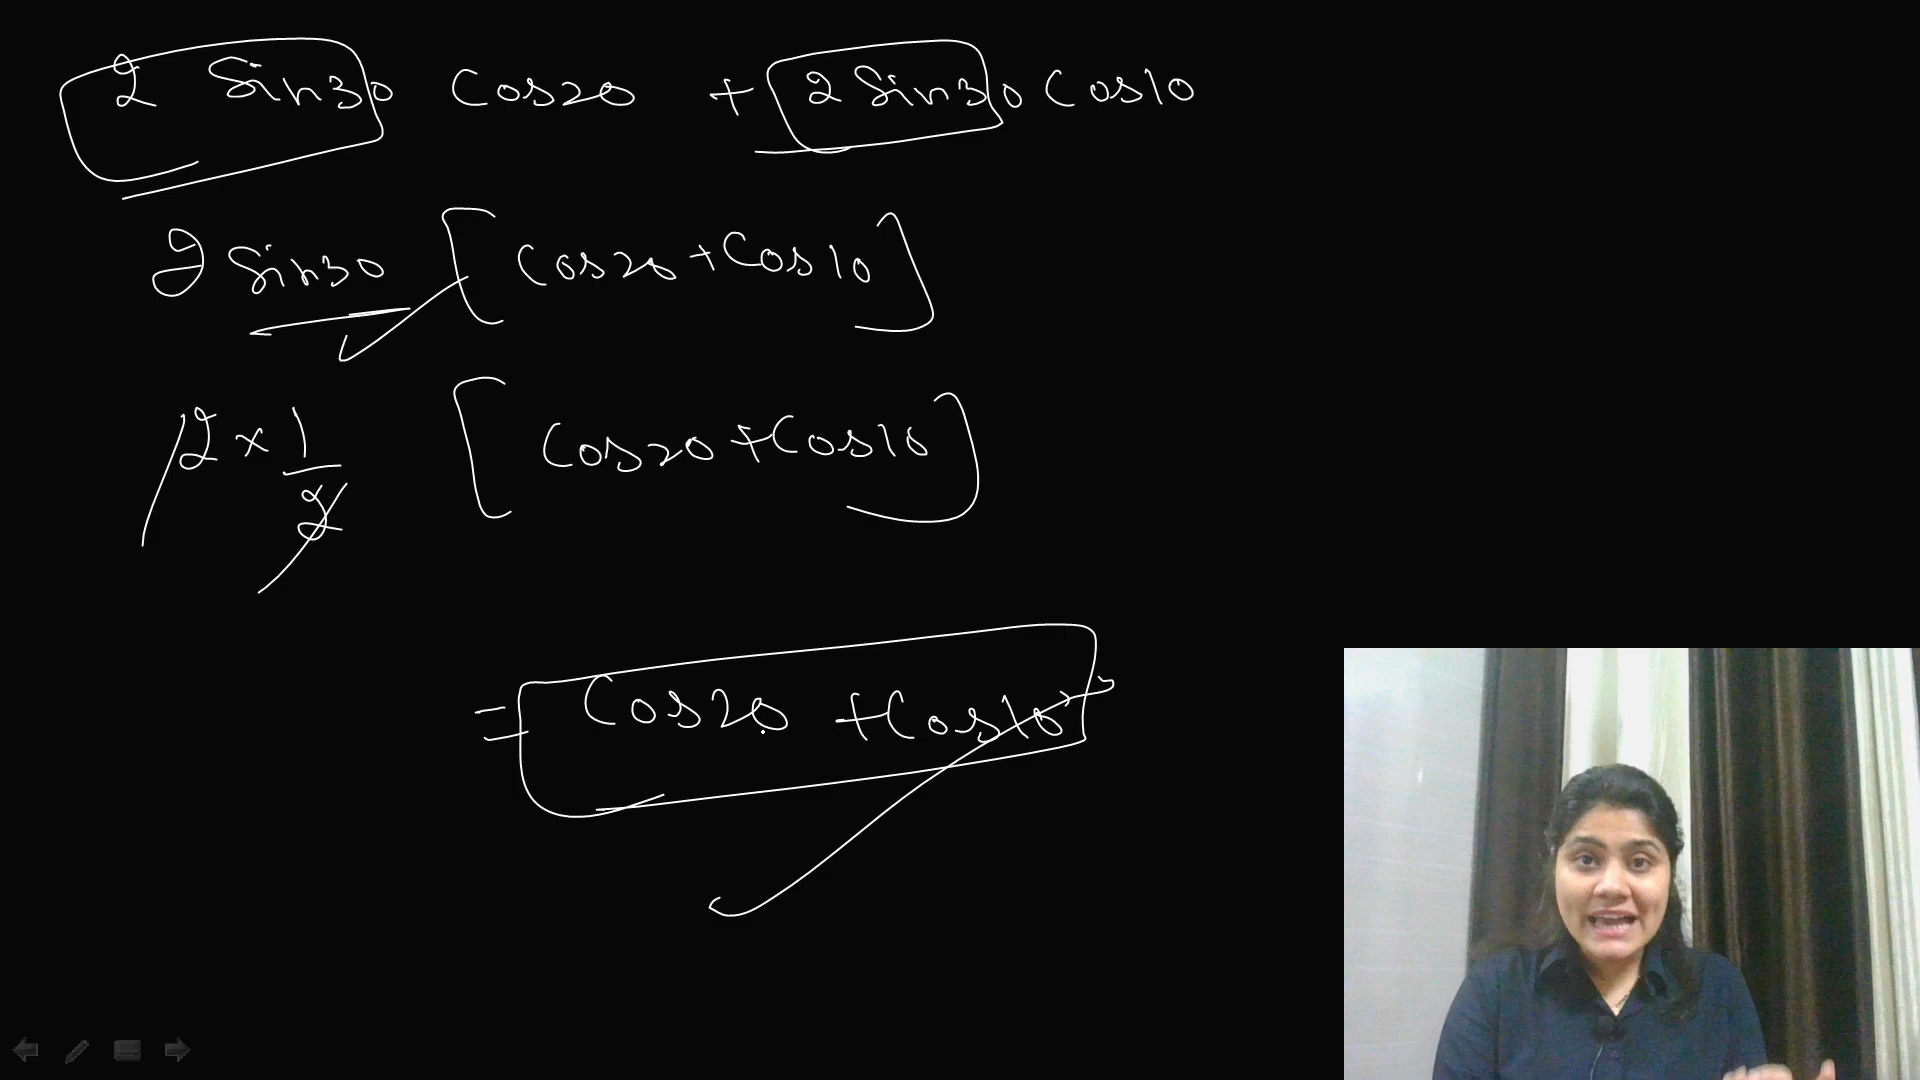 2 Sin30 Cos20 + 2 Sin30 Cos10
2 Sin30 [Cos20 + Cos10]
2 × 1/2 [Cos20 + Cos10]
= Cos20 + Cos10